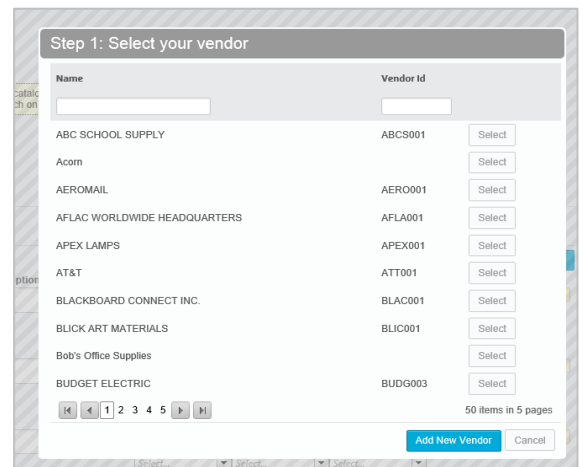 Step 1: Select your vendor
Name Vendor Id
ABC SCHOOL SUPPLY ABCS001 Select
Acorn Select
AEROMAIL AERO001 Select
AFLAC WORLDWIDE HEADQUARTERS AFLA001 Select
APEX LAMPS APEX001 Select
AT&T ATT001 Select
BLACKBOARD CONNECT INC. BLAC001 Select
BLICK ART MATERIALS BLIC001 Select
Bob's Office Supplies Select
BUDGET ELECTRIC BUDG003 Select
1 2 3 4 5 50 items in 5 pages
Add New Vendor Cancel
Select... Select... Select...